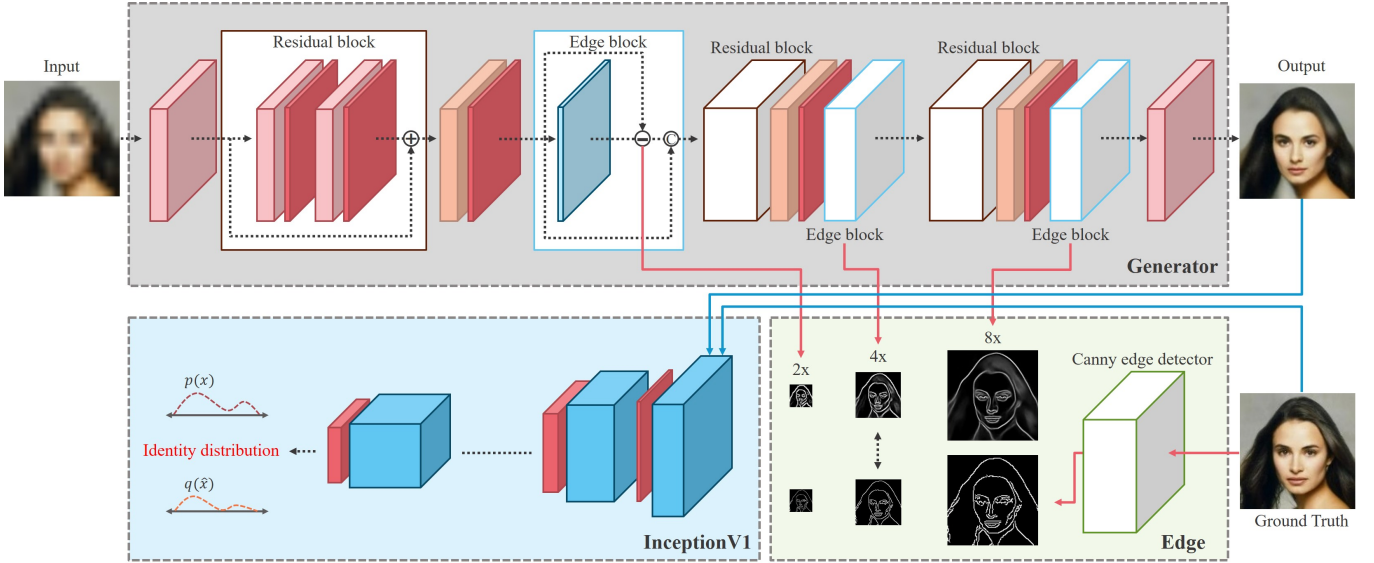 Input
Residual block
Edge block
Residual block
Residual block
Output
Edge block
Edge block
Generator
p(x)
Identity distribution
q(x̂)
InceptionV1
2x
4x
8x
Canny edge detector
Edge
Ground Truth